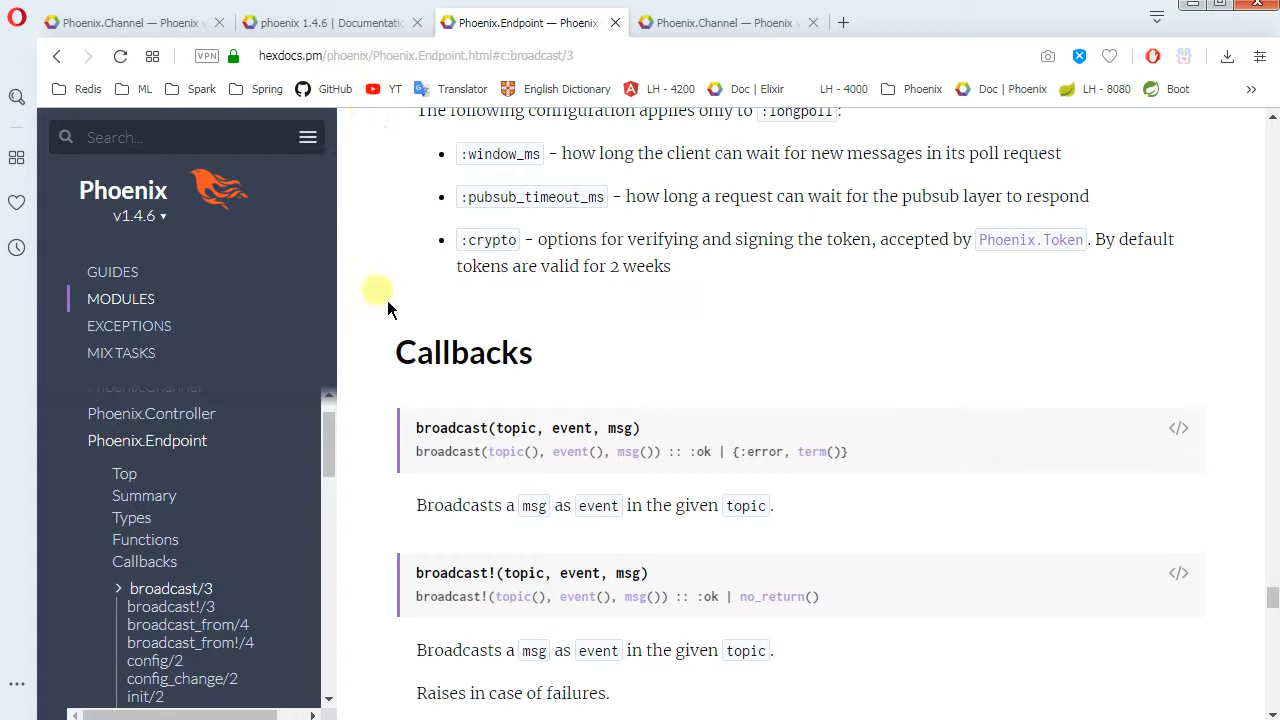 Phoenix.Channel — Phoenix v
phoenix 1.4.6 | Documentatio
Phoenix.Endpoint — Phoenix
Phoenix.Channel — Phoenix v
VPN
hexdocs.pm/phoenix/Phoenix.Endpoint.html#c:broadcast/3
Redis
ML
Spark
Spring
GitHub
YT
Translator
English Dictionary
LH - 4200
Doc | Elixir
LH - 4000
Phoenix
Doc | Phoenix
LH - 8080
Boot
Search...
Phoenix
v1.4.6
GUIDES
MODULES
EXCEPTIONS
MIX TASKS
Phoenix.Channel
Phoenix.Controller
Phoenix.Endpoint
Top
Summary
Types
Functions
Callbacks
broadcast/3
broadcast!/3
broadcast_from/4
broadcast_from!/4
config/2
config_change/2
init/2
The following configuration applies only to :longpoll:
• :window_ms - how long the client can wait for new messages in its poll request
• :pubsub_timeout_ms - how long a request can wait for the pubsub layer to respond
• :crypto - options for verifying and signing the token, accepted by Phoenix.Token. By default
tokens are valid for 2 weeks
Callbacks
broadcast(topic, event, msg)
broadcast(topic(), event(), msg()) :: :ok | {:error, term()}
Broadcasts a msg as event in the given topic.
broadcast!(topic, event, msg)
broadcast!(topic(), event(), msg()) :: :ok | no_return()
Broadcasts a msg as event in the given topic.
Raises in case of failures.